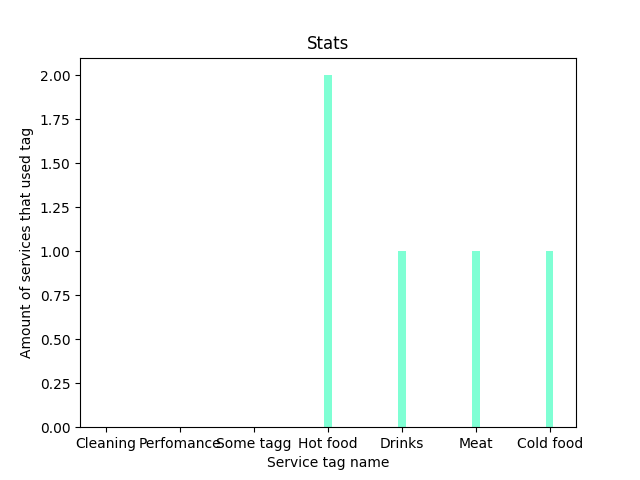 Stats
Amount of services that used tag
2.00
1.75
1.50
1.25
1.00
0.75
0.50
0.25
0.00
Cleaning Perfomance Some tagg Hot food Drinks Meat Cold food
Service tag name